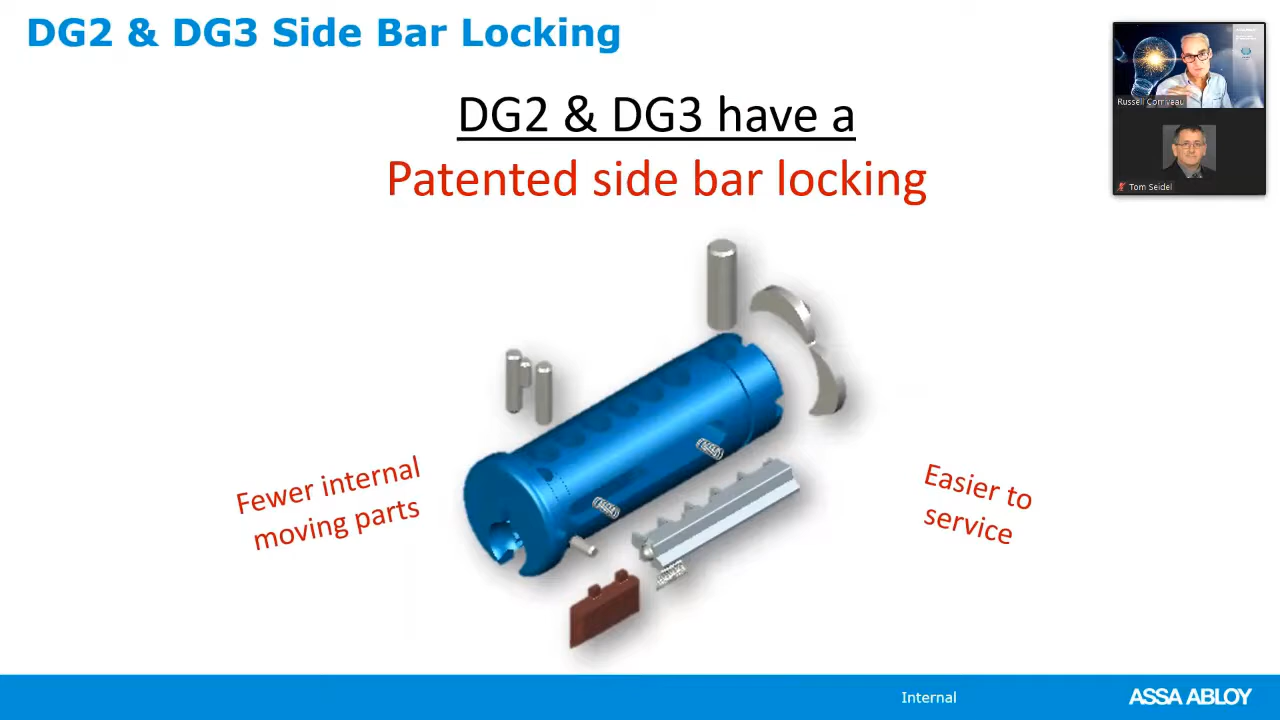 DG2 & DG3 Side Bar Locking
DG2 & DG3 have a
Patented side bar locking
Fewer internal
moving parts
Easier to
service
Russell Corriveau
Tom Seidel
Internal
ASSA ABLOY